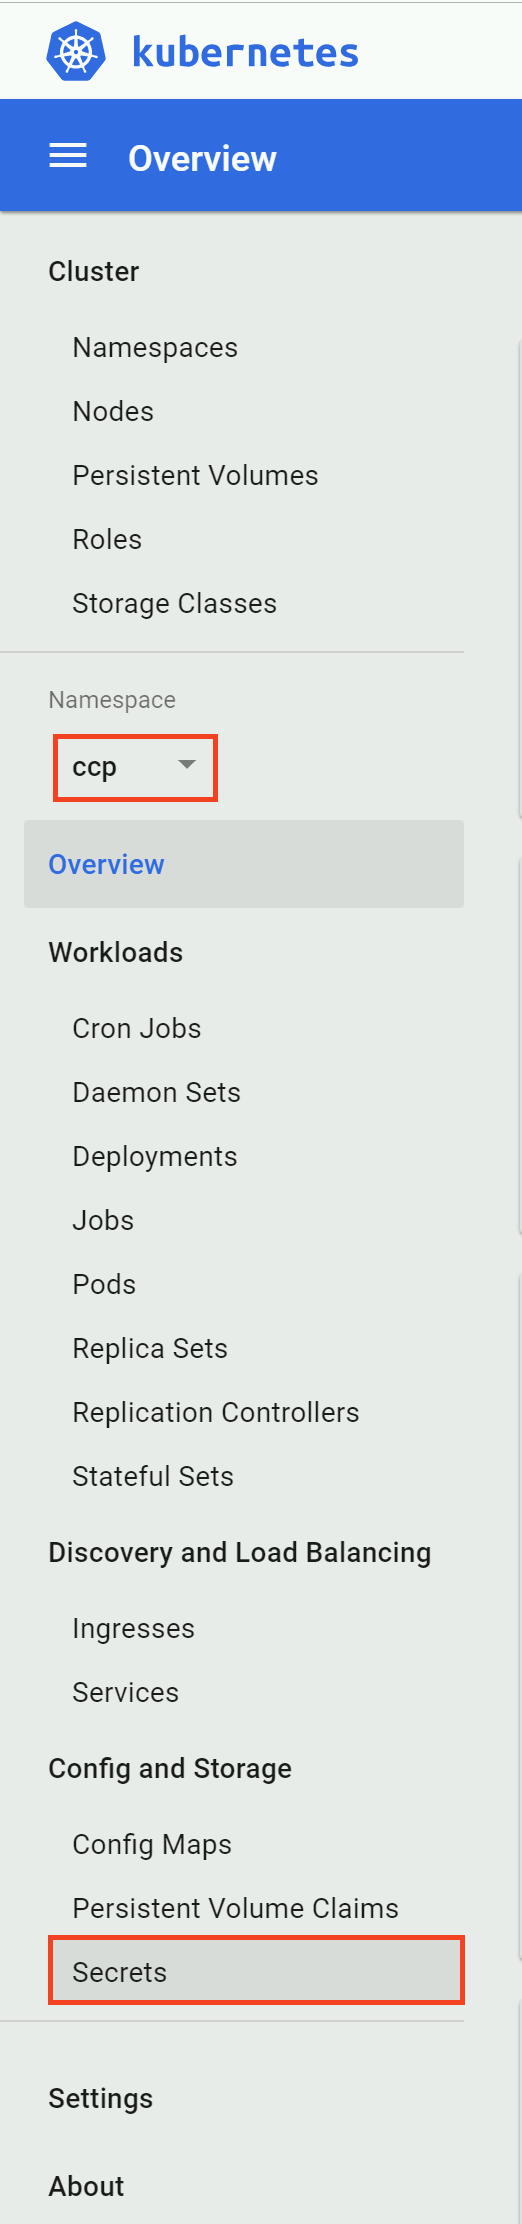 kubernetes
Overview
Cluster
Namespaces
Nodes
Persistent Volumes
Roles
Storage Classes
Namespace
ccp
Overview
Workloads
Cron Jobs
Daemon Sets
Deployments
Jobs
Pods
Replica Sets
Replication Controllers
Stateful Sets
Discovery and Load Balancing
Ingresses
Services
Config and Storage
Config Maps
Persistent Volume Claims
Secrets
Settings
About